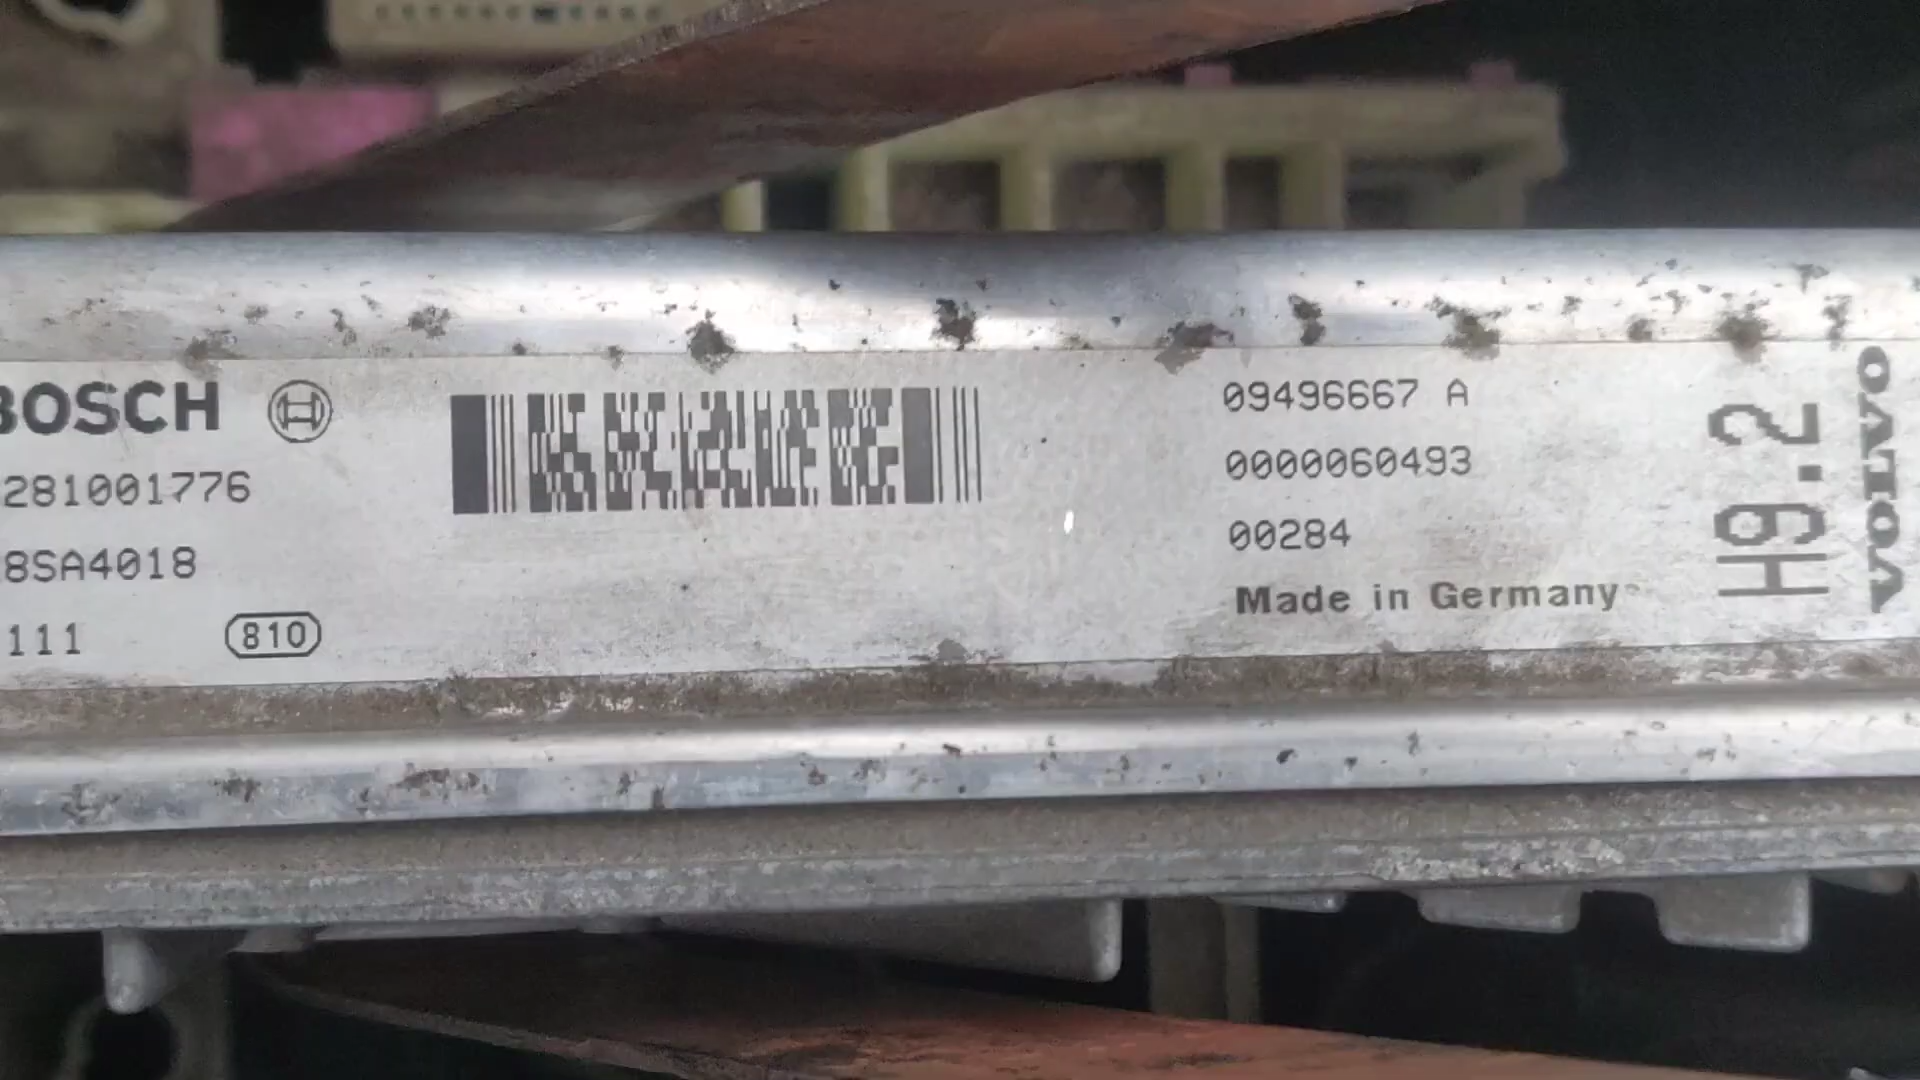 BOSCH
281001776
8SA4018
111 810
09496667 A
0000060493
00284
Made in Germany
H9.2
VOLVO